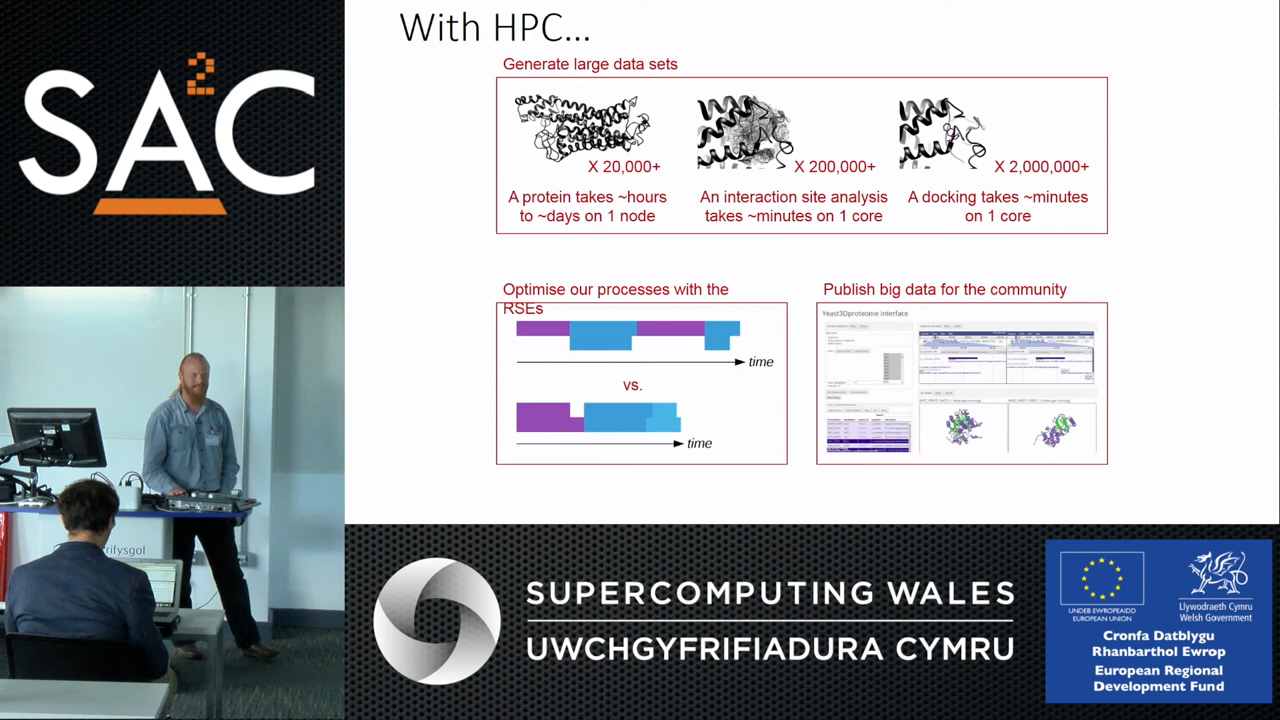 With HPC...
SA2C
Generate large data sets
X 20,000+
X 200,000+
X 2,000,000+
A protein takes ~hours
to ~days on 1 node
An interaction site analysis
takes ~minutes on 1 core
A docking takes ~minutes
on 1 core
Optimise our processes with the
RSEs
time
vs.
time
Publish big data for the community
Yeast3Dproteome interface
rifysgol
SUPERCOMPUTING WALES
UWCHGYFRIFIADURA CYMRU
UNDEB EWROPEAIDD
EUROPEAN UNION
Llywodraeth Cymru
Welsh Government
Cronfa Datblygu
Rhanbarthol Ewrop
European Regional
Development Fund